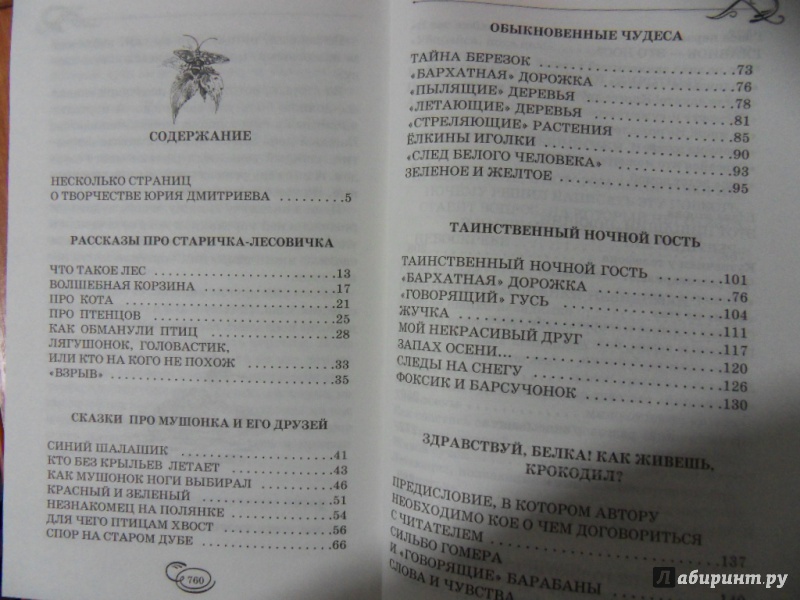 СОДЕРЖАНИЕ
НЕСКОЛЬКО СТРАНИЦ
О ТВОРЧЕСТВЕ ЮРИЯ ДМИТРИЕВА .........5
РАССКАЗЫ ПРО СТАРИЧКА-ЛЕСОВИЧКА
ЧТО ТАКОЕ ЛЕС ..........13
ВОЛШЕБНАЯ КОРЗИНА ..........17
ПРО КОТА ..........21
ПРО ПТЕНЦОВ ..........25
КАК ОБМАНУЛИ ПТИЦ ..........28
ЛЯГУШОНОК, ГОЛОВАСТИК,
ИЛИ КТО НА КОГО НЕ ПОХОЖ ..........33
«ВЗРЫВ» ..........35
СКАЗКИ ПРО МУШОНКА И ЕГО ДРУЗЕЙ
СИНИЙ ШАЛАШИК ..........41
КТО БЕЗ КРЫЛЬЕВ ЛЕТАЕТ ..........43
КАК МУШОНОК НОГИ ВЫБИРАЛ ..........46
КРАСНЫЙ И ЗЕЛЕНЫЙ ..........51
НЕЗНАКОМЕЦ НА ПОЛЯНКЕ ..........54
ДЛЯ ЧЕГО ПТИЦАМ ХВОСТ ..........56
СПОР НА СТАРОМ ДУБЕ ..........66
760
ОБЫКНОВЕННЫЕ ЧУДЕСА
ТАЙНА БЕРЕЗОК ..........73
«БАРХАТНАЯ» ДОРОЖКА ..........76
«ПЫЛЯЩИЕ» ДЕРЕВЬЯ ..........78
«ЛЕТАЮЩИЕ» ДЕРЕВЬЯ ..........81
«СТРЕЛЯЮЩИЕ» РАСТЕНИЯ ..........85
ЁЛКИНЫ ИГОЛКИ ..........90
«СЛЕД БЕЛОГО ЧЕЛОВЕКА» ..........93
ЗЕЛЕНОЕ И ЖЕЛТОЕ ..........95
ТАИНСТВЕННЫЙ НОЧНОЙ ГОСТЬ
ТАИНСТВЕННЫЙ НОЧНОЙ ГОСТЬ ..........101
«БАРХАТНАЯ» ДОРОЖКА ..........76
«ГОВОРЯЩИЙ» ГУСЬ ..........104
ЖУЧКА ..........111
МОЙ НЕКРАСИВЫЙ ДРУГ ..........117
ЗАПАХ ОСЕНИ... ..........120
СЛЕДЫ НА СНЕГУ ..........126
ФОКСИК И БАРСУЧОНОК ..........130
ЗДРАВСТВУЙ, БЕЛКА! КАК ЖИВЕШЬ,
КРОКОДИЛ?
ПРЕДИСЛОВИЕ, В КОТОРОМ АВТОРУ
НЕОБХОДИМО КОЕ О ЧЕМ ДОГОВОРИТЬСЯ
С ЧИТАТЕЛЕМ ..........137
СИЛЬБО ГОМЕРА
И «ГОВОРЯЩИЕ» БАРАБАНЫ
СЛОВА И ЧУВСТВА
Лабиринт.ру